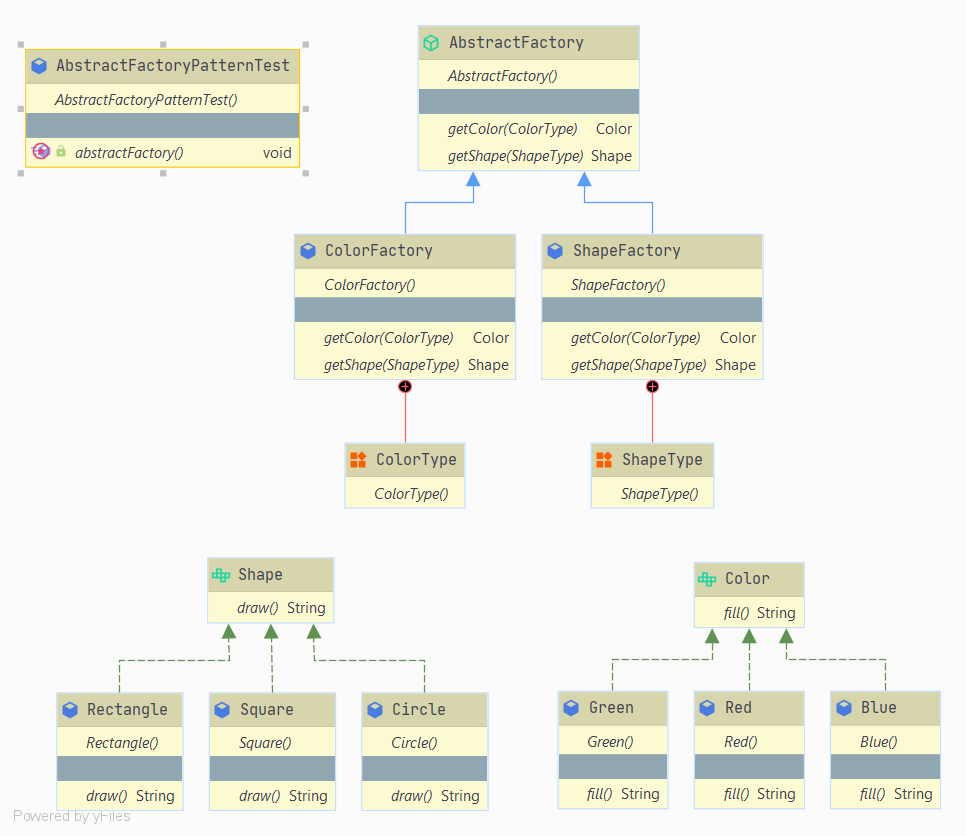 AbstractFactoryPatternTest
AbstractFactoryPatternTest()
abstractFactory() void
AbstractFactory
AbstractFactory()
getColor(ColorType) Color
getShape(ShapeType) Shape
ColorFactory
ColorFactory()
getColor(ColorType) Color
getShape(ShapeType) Shape
ShapeFactory
ShapeFactory()
getColor(ColorType) Color
getShape(ShapeType) Shape
ColorType
ColorType()
ShapeType
ShapeType()
Shape
draw() String
Color
fill() String
Rectangle
Rectangle()
draw() String
Square
Square()
draw() String
Circle
Circle()
draw() String
Green
Green()
fill() String
Red
Red()
fill() String
Blue
Blue()
fill() String
Powered by yFiles